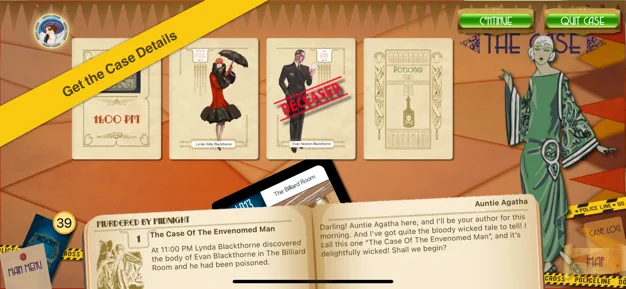 CONTINUE
QUIT CASE
THE CASE
Get the Case Details
11:00 PM
Lynda Addy Blackthorne
DECEASED
Evan Newton Blackthorne
POISONED
The Billiard Room
39
MAIN MENU
MURDERED BY MIDNIGHT
1
The Case Of The Envenomed Man
At 11:00 PM Lynda Blackthorne discovered
the body of Evan Blackthorne in The Billiard
Room and he had been poisoned.
Auntie Agatha
Darling! Auntie Agatha here, and I'll be your author for this
morning. And I've got quite the bloody wicked tale to tell! I
call this one "The Case Of The Envenomed Man", and it's
delightfully wicked! Shall we begin?
POLICE LINE
CASE LOG
MAP
CROSS
POLICE LINE